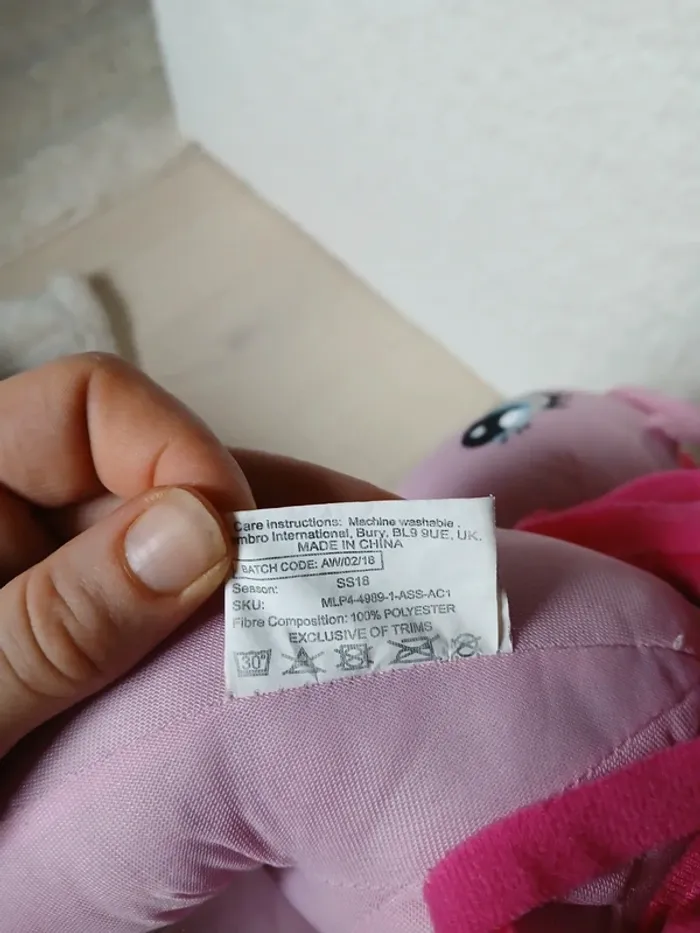 Care instructions: Machine washable .
mbro International, Bury, BL9 9UE, UK.
MADE IN CHINA
BATCH CODE: AW/02/18
Season: SS18
SKU: MLP4-4989-1-ASS-AC1
Fibre Composition: 100% POLYESTER
EXCLUSIVE OF TRIMS
30°